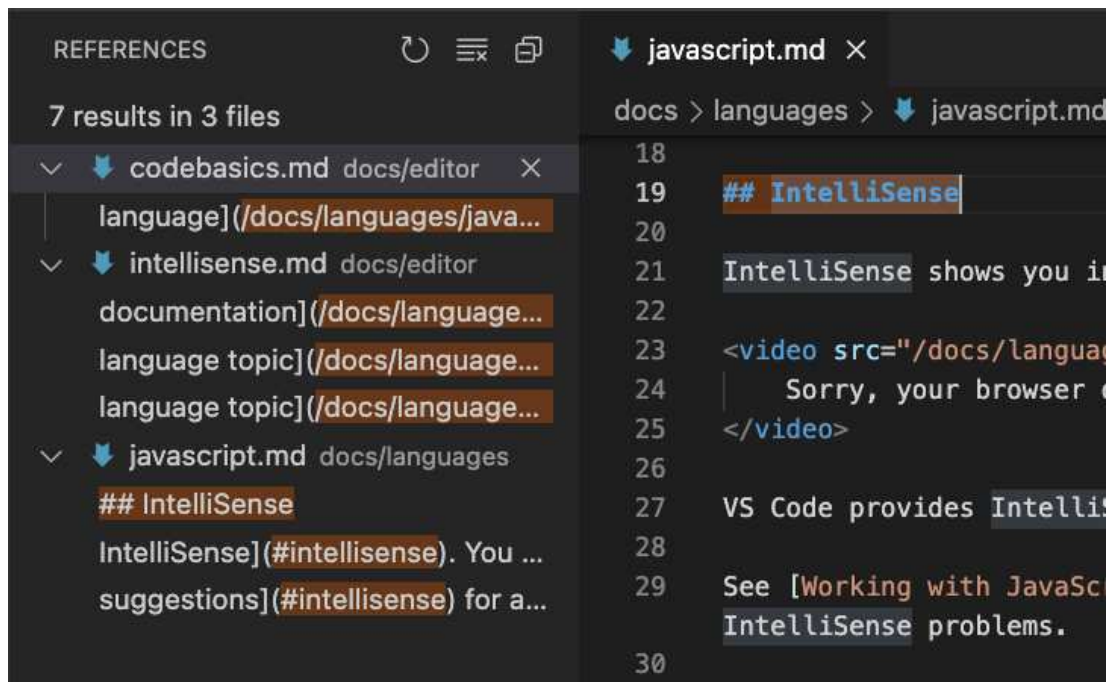 REFERENCES
7 results in 3 files
codebasics.md docs/editor
language](/docs/languages/java...
intellisense.md docs/editor
documentation](/docs/language...
language topic](/docs/language...
language topic](/docs/language...
javascript.md docs/languages
## IntelliSense
IntelliSense](#intellisense). You ...
suggestions](#intellisense) for a...
javascript.md
docs > languages > javascript.md
18
19 ## IntelliSense
20
21 IntelliSense shows you
22
23 <video src="/docs/
24 Sorry, your browser
25 </video>
26
27 VS Code provides
28
29 See [Working with
IntelliSense problems.
30